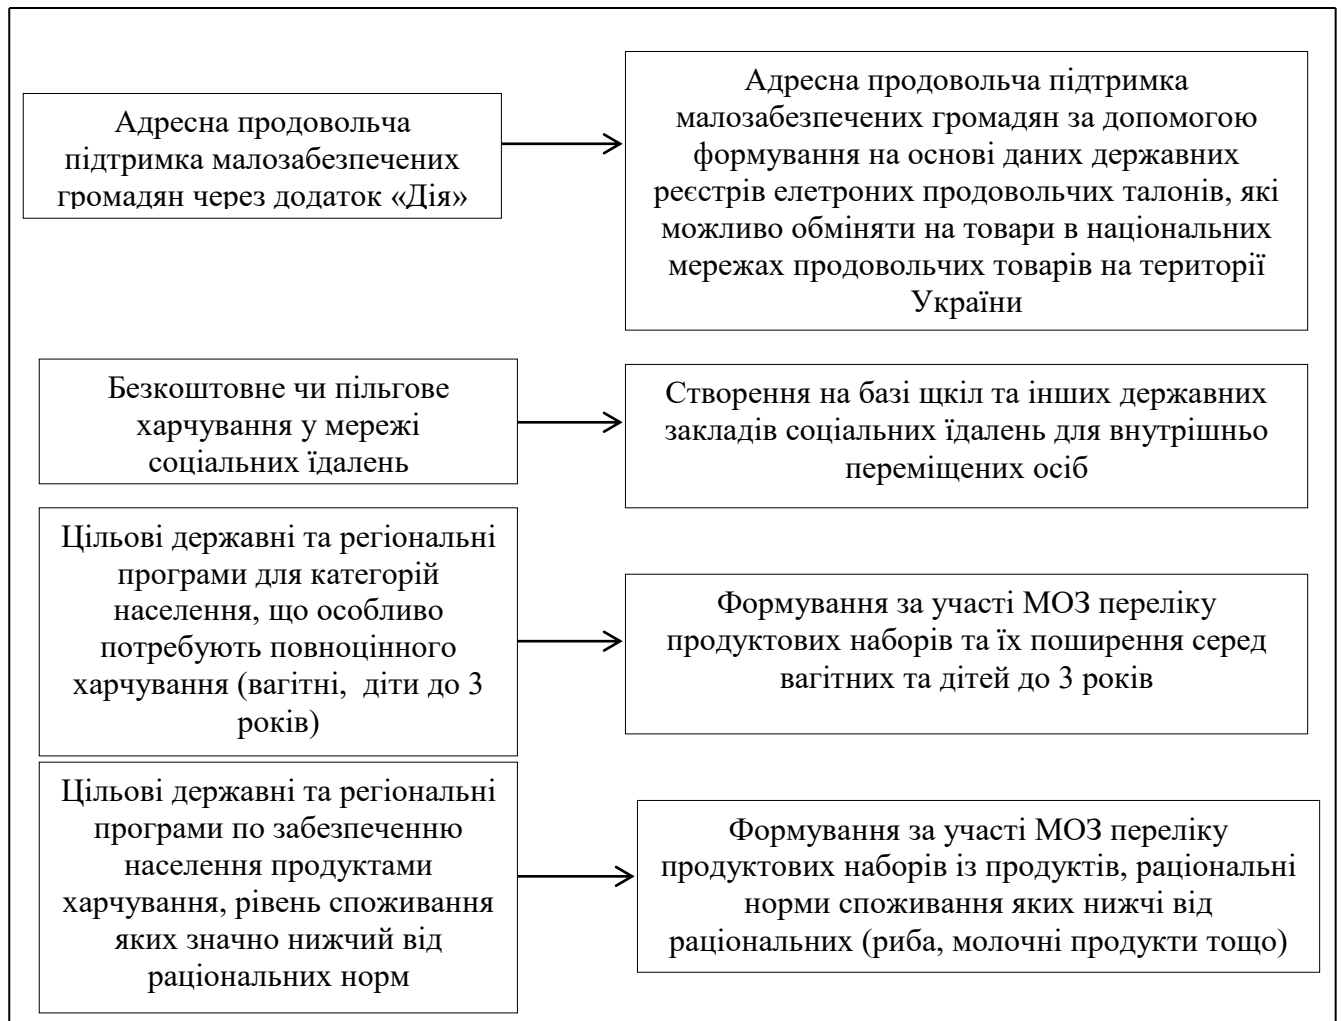 Адресна продовольча
підтримка малозабезпечених
громадян через додаток «Дія»
Адресна продовольча підтримка
малозабезпечених громадян за допомогою
формування на основі даних державних
реєстрів елетроних продовольчих талонів, які
можливо обміняти на товари в національних
мережах продовольчих товарів на території
України
Безкоштовне чи пільгове
харчування у мережі
соціальних їдалень
Створення на базі щкіл та інших державних
закладів соціальних їдалень для внутрішньо
переміщених осіб
Цільові державні та регіональні
програми для категорій
населення, що особливо
потребують повноцінного
харчування (вагітні, діти до 3
років)
Формування за участі МОЗ переліку
продуктових наборів та їх поширення серед
вагітних та дітей до 3 років
Цільові державні та регіональні
програми по забезпеченню
населення продуктами
харчування, рівень споживання
яких значно нижчий від
раціональних норм
Формування за участі МОЗ переліку
продуктових наборів із продуктів, раціональні
норми споживання яких нижчі від
раціональних (риба, молочні продукти тощо)